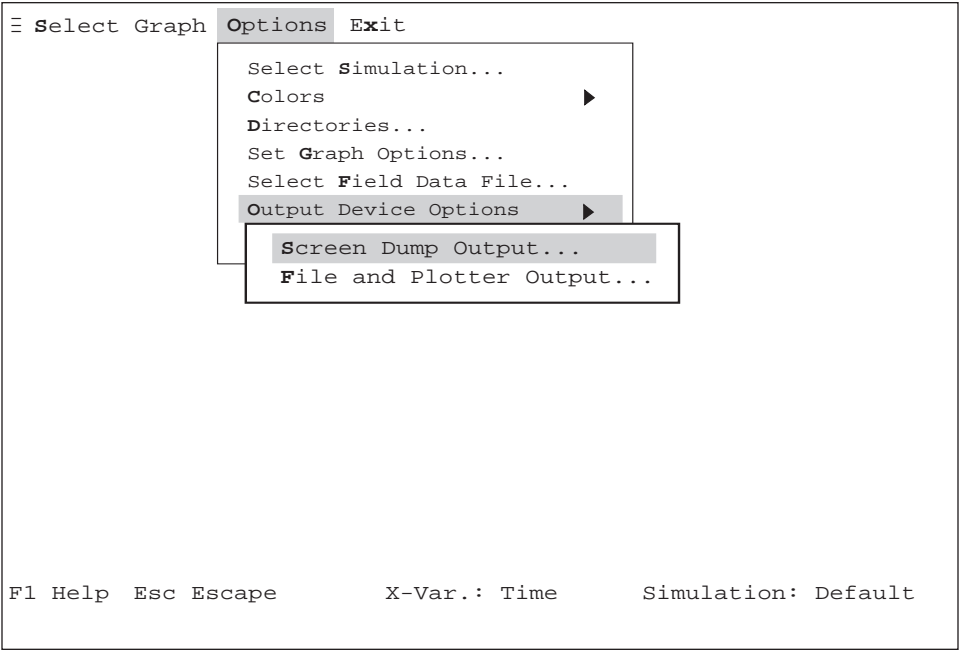 Ξ Select Graph Options Exit
Select Simulation...
Colors ▶
Directories...
Set Graph Options...
Select Field Data File...
Output Device Options ▶
Screen Dump Output...
File and Plotter Output...
F1 Help Esc Escape X-Var.: Time Simulation: Default